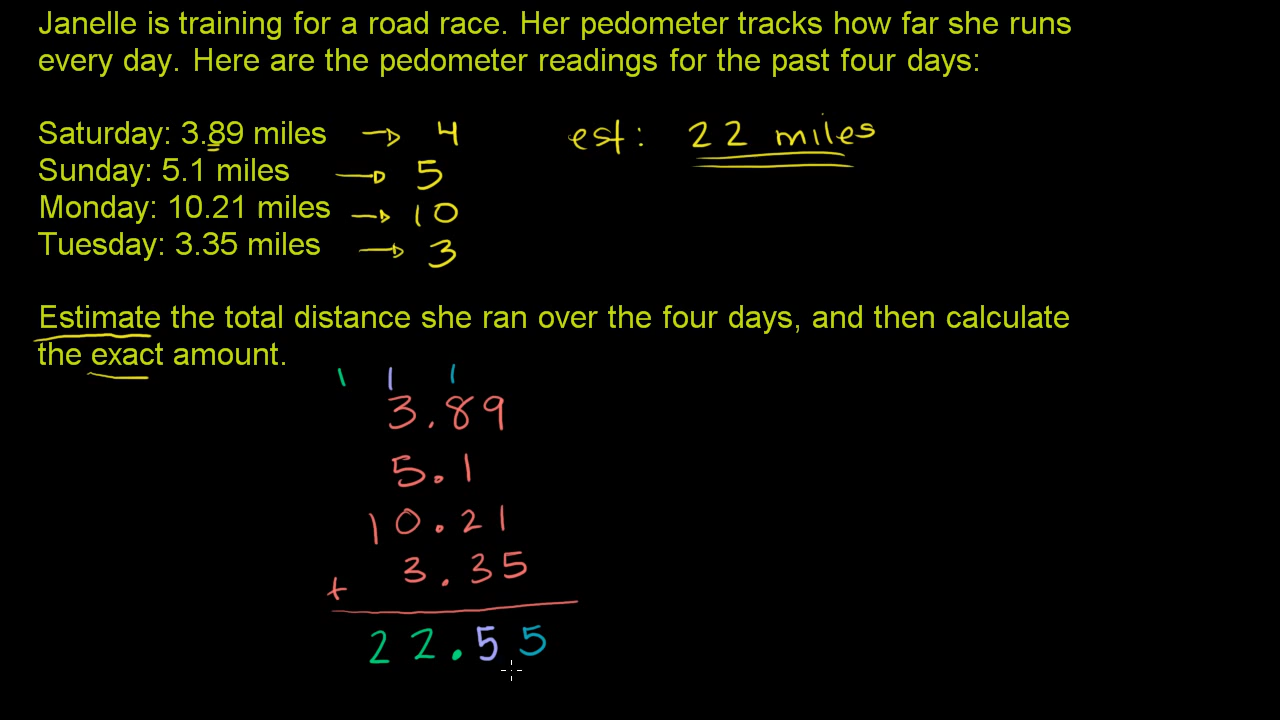 Janelle is training for a road race. Her pedometer tracks how far she runs
every day. Here are the pedometer readings for the past four days:
Saturday: 3.89 miles → 4 est: 22 miles
Sunday: 5.1 miles → 5
Monday: 10.21 miles → 10
Tuesday: 3.35 miles → 3
Estimate the total distance she ran over the four days, and then calculate
the exact amount.
1 1 1
3.89
5.1
10.21
+ 3.35
22.55